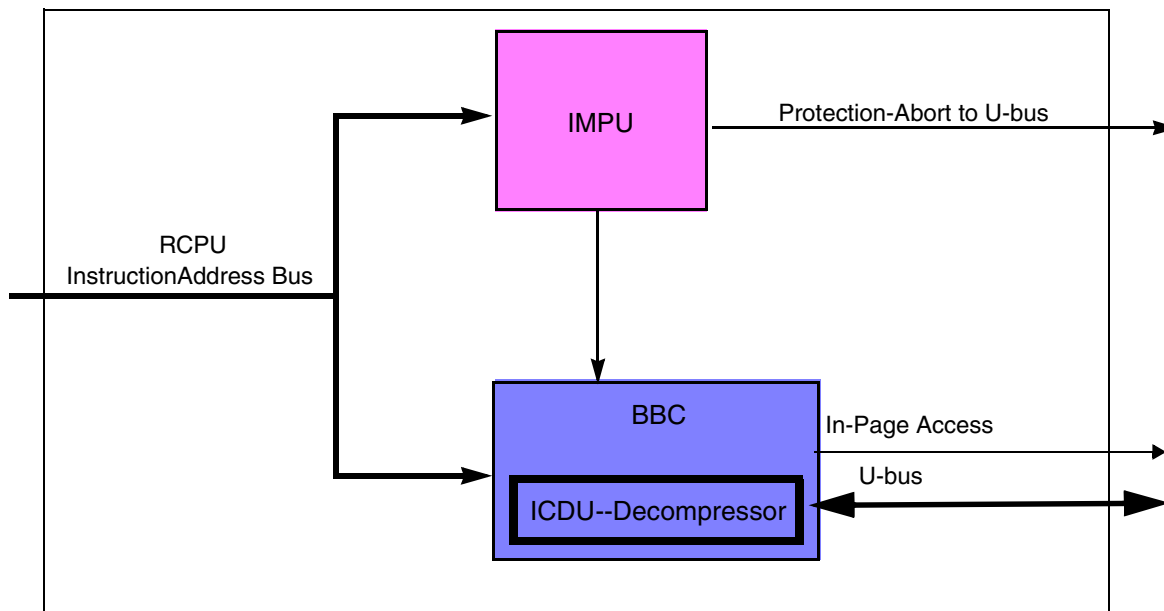 IMPU
Protection-Abort to U-bus
RCPU
InstructionAddress Bus
BBC
In-Page Access
U-bus
ICDU--Decompressor